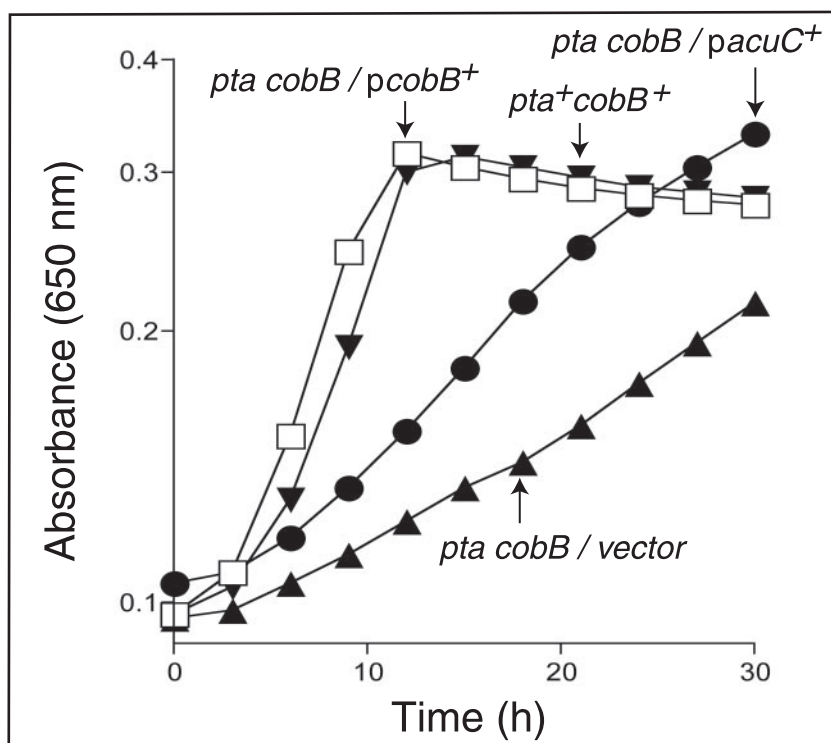 pta cobB / pacuC+
0.4
pta cobB / pcobB+
pta+cobB+
0.3
Absorbance (650 nm)
0.2
pta cobB / vector
0.1
0
10
20
30
Time (h)